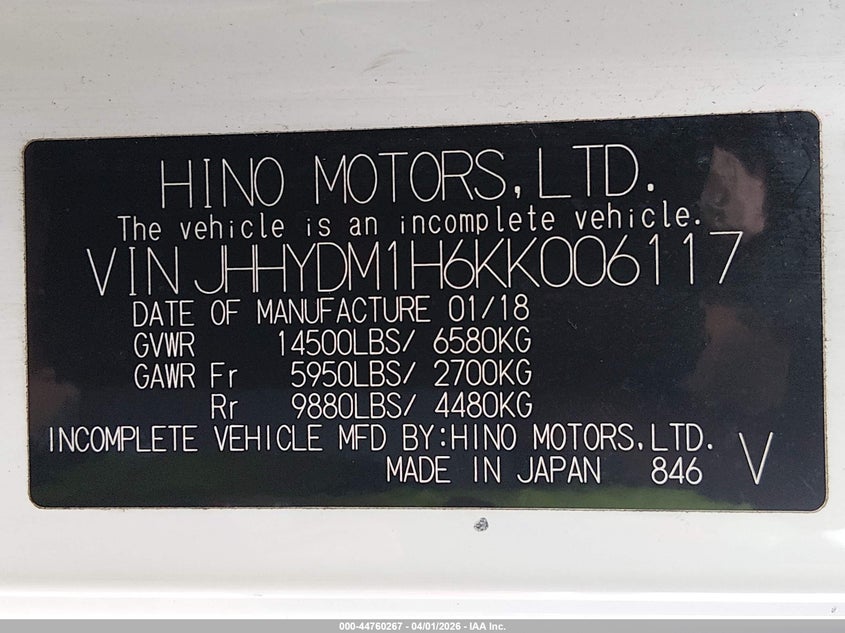 HINO MOTORS, LTD.
The vehicle is an incomplete vehicle.
VIN JHHYDM1H6KK006117
DATE OF MANUFACTURE 01/18
GVWR 14500LBS/ 6580KG
GAWR Fr 5950LBS/ 2700KG
Rr 9880LBS/ 4480KG
INCOMPLETE VEHICLE MFD BY:HINO MOTORS, LTD.
MADE IN JAPAN 846 V
000-44760267 - 04/01/2026 - IAA Inc.